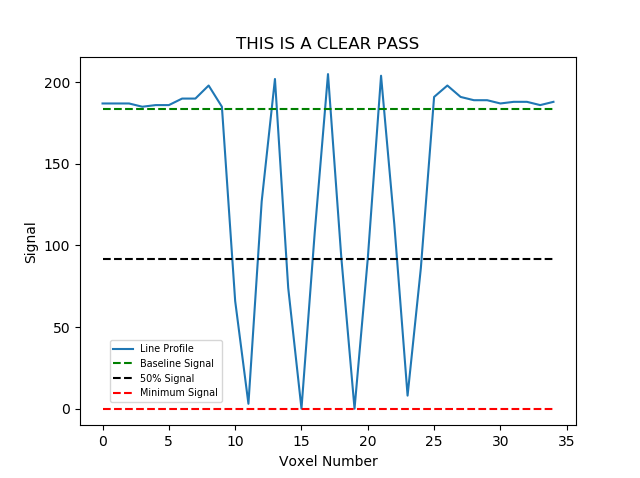 THIS IS A CLEAR PASS
Signal
200
150
100
50
0
Line Profile
Baseline Signal
50% Signal
Minimum Signal
0 5 10 15 20 25 30 35
Voxel Number